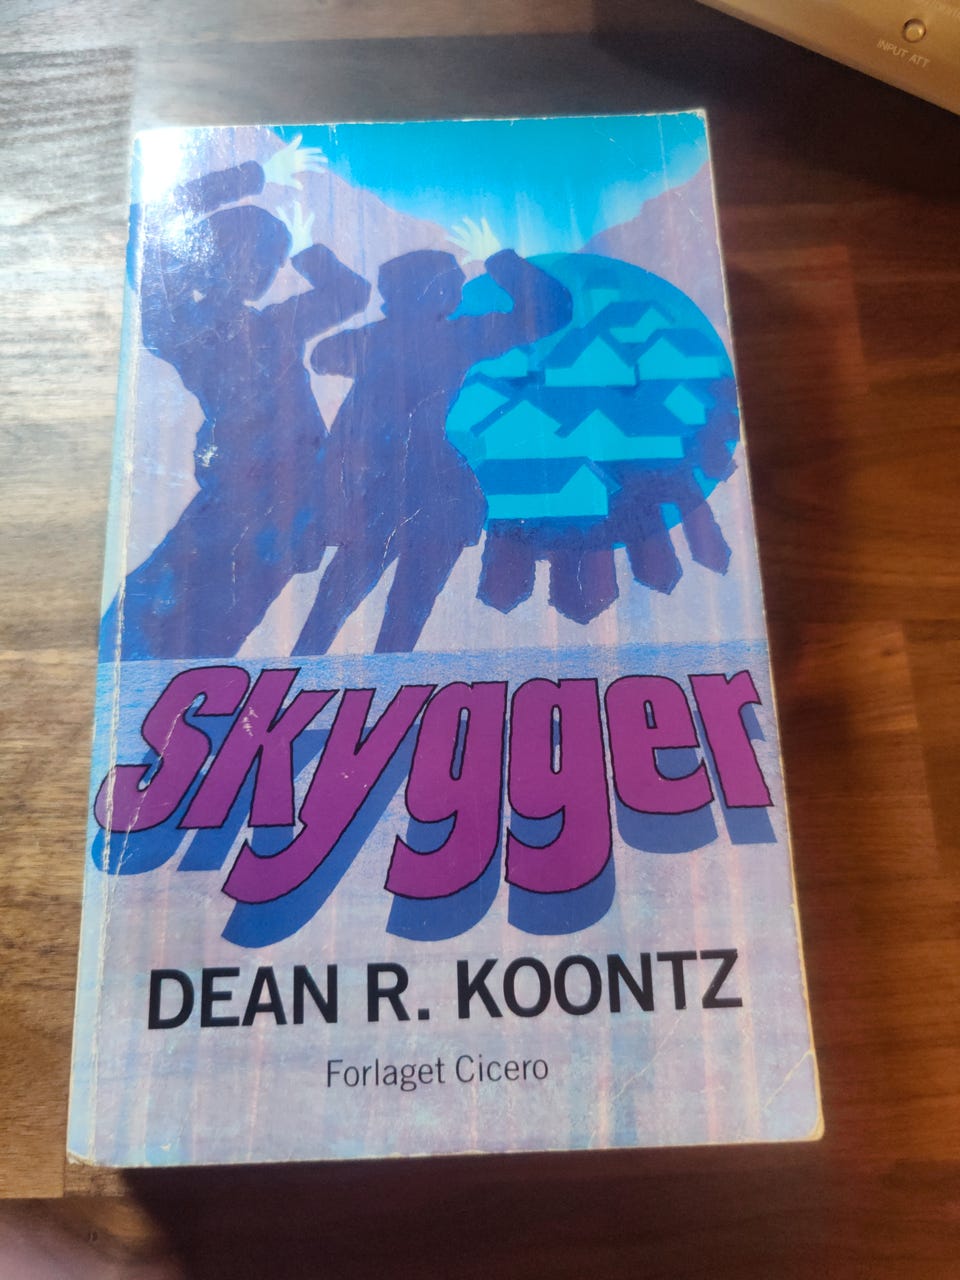 INPUT ATT
Skygger
DEAN R. KOONTZ
Forlaget Cicero